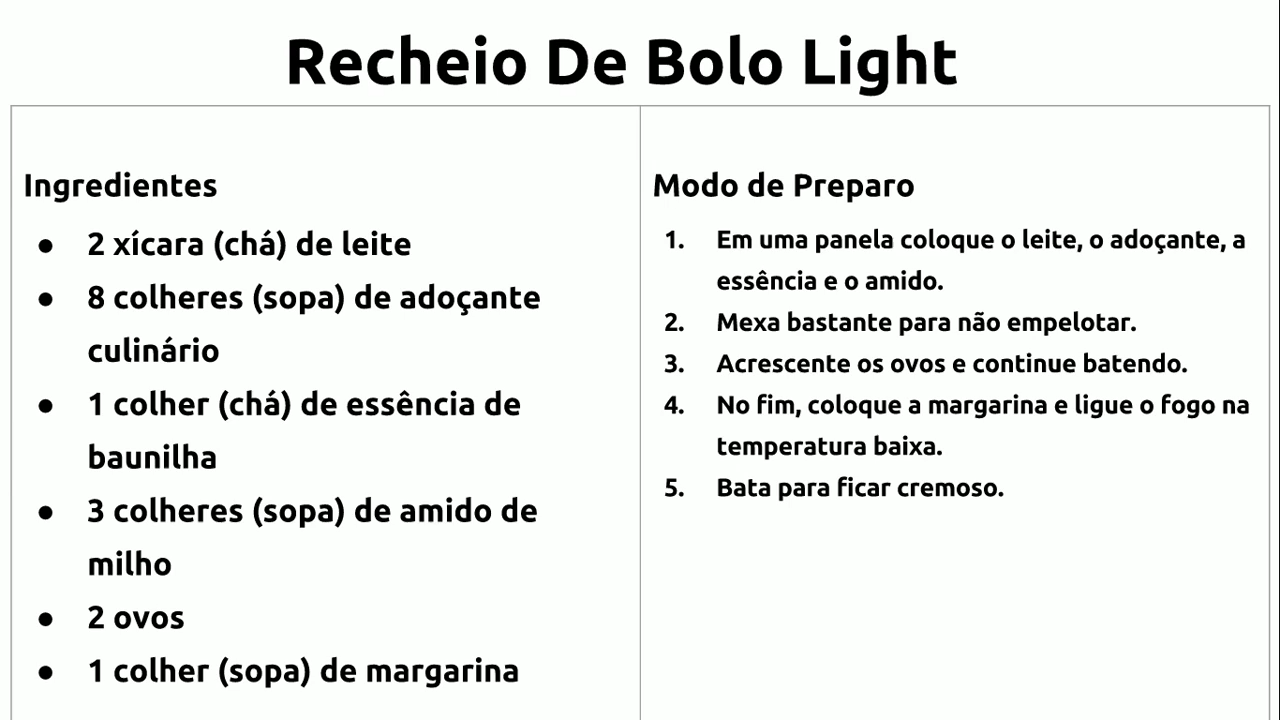 Recheio De Bolo Light
Ingredientes
● 2 xícara (chá) de leite
● 8 colheres (sopa) de adoçante
culinário
● 1 colher (chá) de essência de
baunilha
● 3 colheres (sopa) de amido de
milho
● 2 ovos
● 1 colher (sopa) de margarina
Modo de Preparo
1. Em uma panela coloque o leite, o adoçante, a
essência e o amido.
2. Mexa bastante para não empelotar.
3. Acrescente os ovos e continue batendo.
4. No fim, coloque a margarina e ligue o fogo na
temperatura baixa.
5. Bata para ficar cremoso.